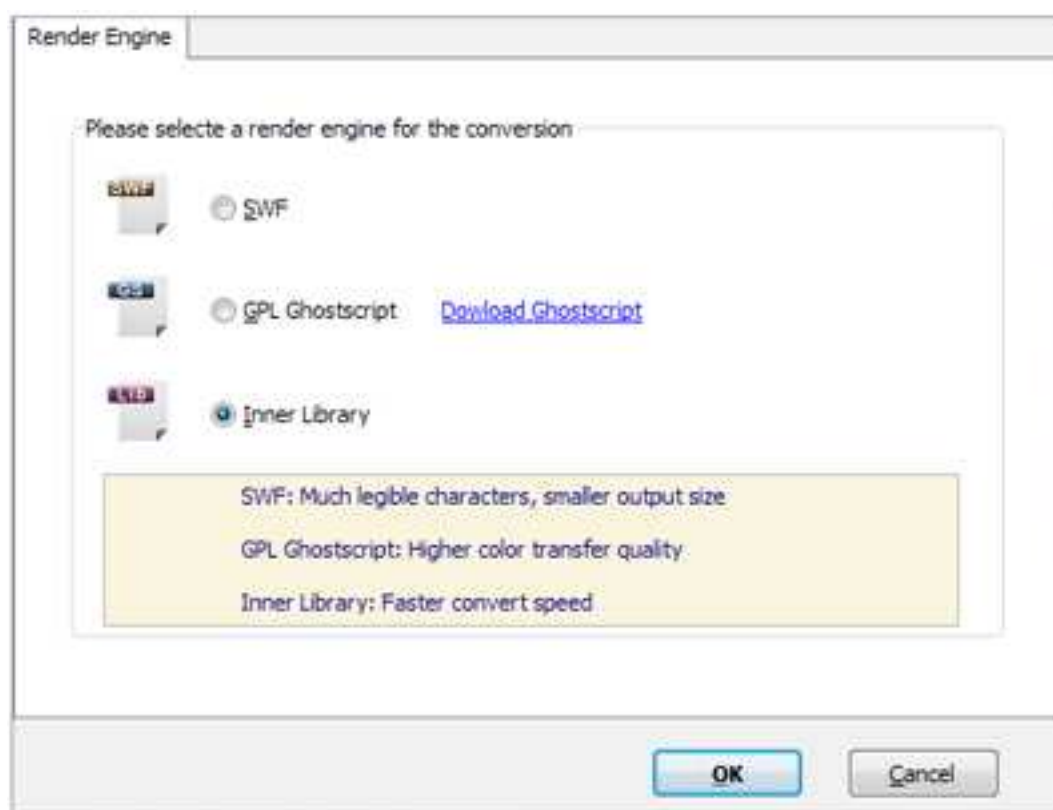 Render Engine
Please selecte a render engine for the conversion
SWF
SWF
GS
GPL Ghostscript Dowload Ghostscript
Lib
Inner Library
SWF: Much legible characters, smaller output size
GPL Ghostscript: Higher color transfer quality
Inner Library: Faster convert speed
OK Cancel